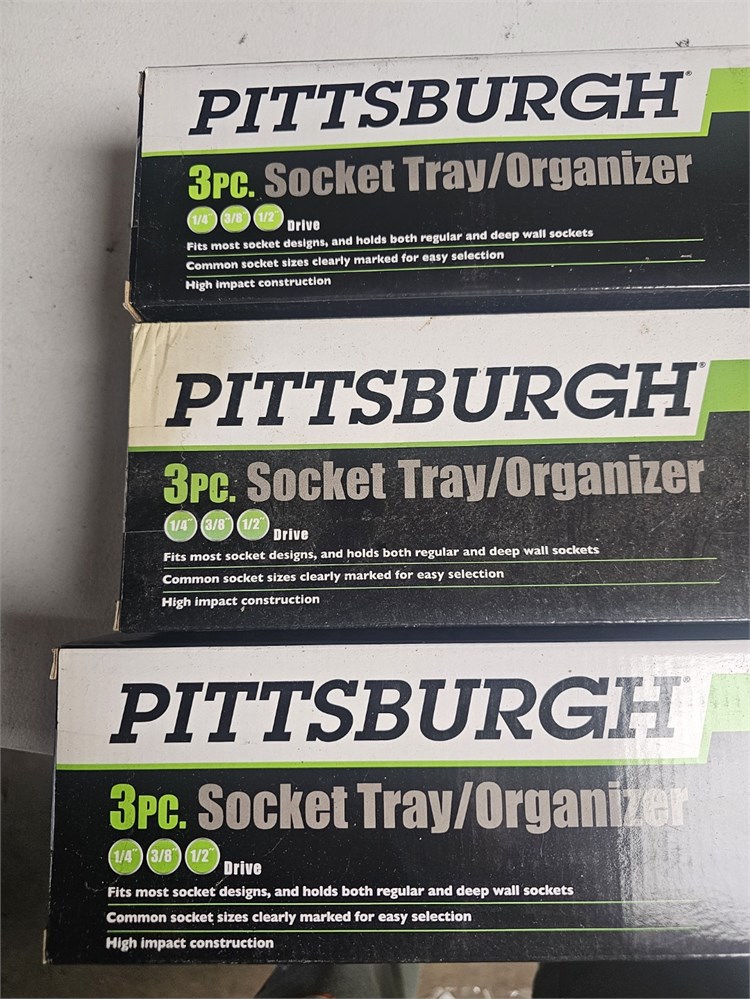 PITTSBURGH®
3PC. Socket Tray/Organizer
1/4" 3/8" 1/2" Drive
Fits most socket designs, and holds both regular and deep wall sockets
Common socket sizes clearly marked for easy selection
High impact construction
PITTSBURGH®
3PC. Socket Tray/Organizer
1/4" 3/8" 1/2" Drive
Fits most socket designs, and holds both regular and deep wall sockets
Common socket sizes clearly marked for easy selection
High impact construction
PITTSBURGH®
3PC. Socket Tray/Organizer
1/4" 3/8" 1/2" Drive
Fits most socket designs, and holds both regular and deep wall sockets
Common socket sizes clearly marked for easy selection
High impact construction